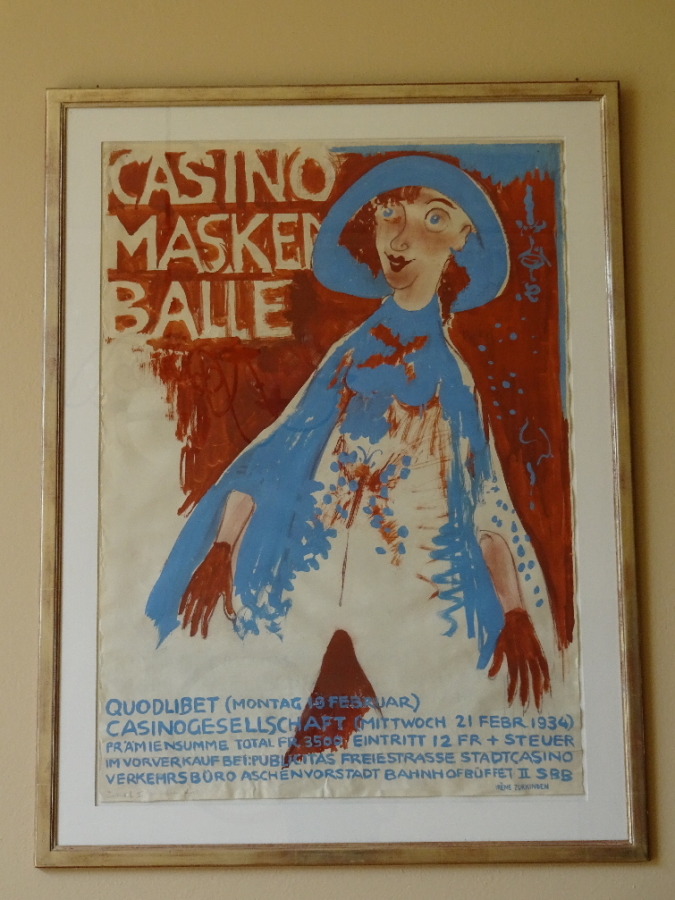 CASINO
MASKEN
BALLE
QUODLIBET (MONTAG 19 FEBRUAR)
CASINOGESELLSCHAFT (MITTWOCH 21 FEBR. 1934)
PRÄMIENSUMME TOTAL FR. 3500, EINTRITT 12 FR + STEUER
IM VORVERKAUF BEI: PUBLICITAS FREIESTRASSE STADTCASINO
VERKEHRSBÜRO ASCHENVORSTADT BAHNHOFBÜFFET II SBB